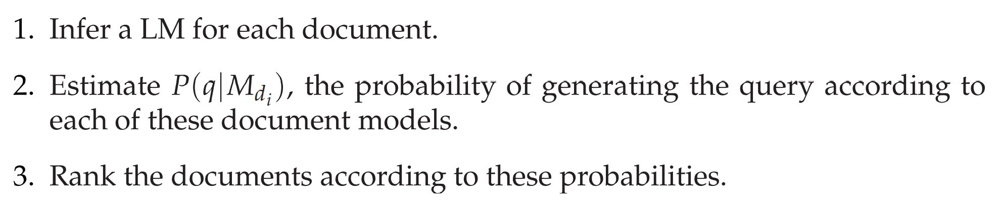 1. Infer a LM for each document.
2. Estimate P(q|M_{d_i}), the probability of generating the query according to
each of these document models.
3. Rank the documents according to these probabilities.